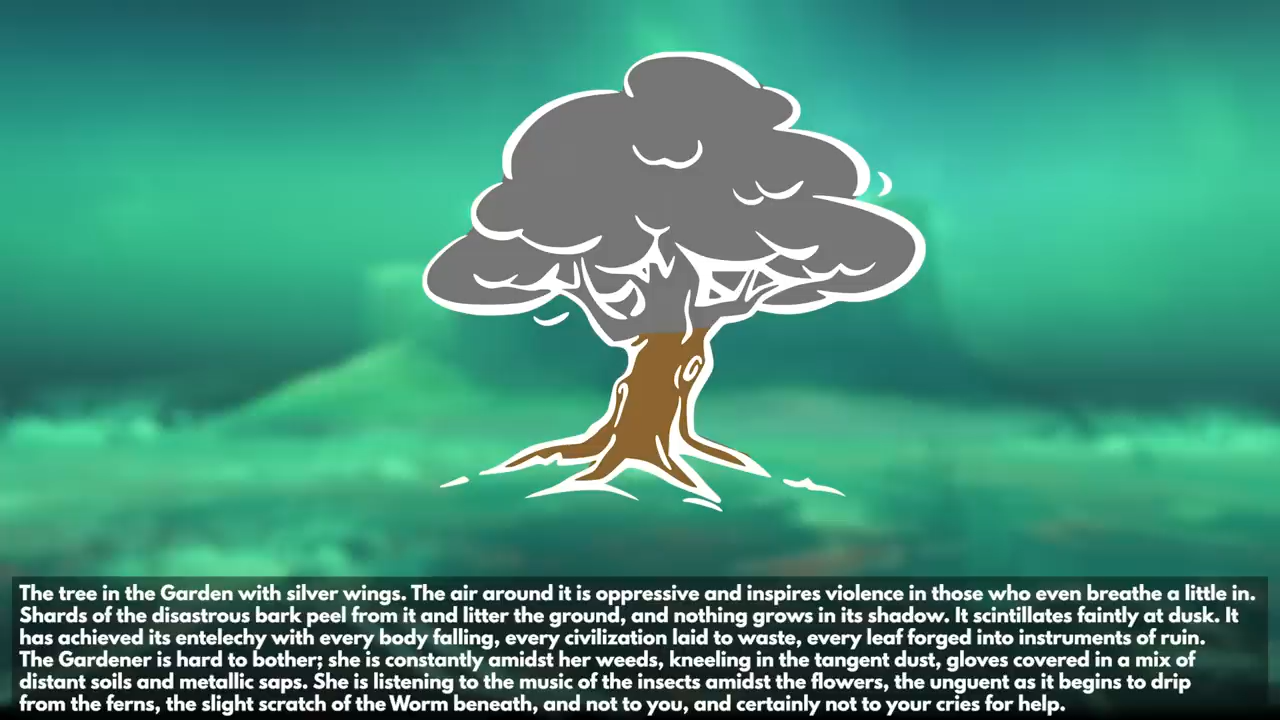 The tree in the Garden with silver wings. The air around it is oppressive and inspires violence in those who even breathe a little in.
Shards of the disastrous bark peel from it and litter the ground, and nothing grows in its shadow. It scintillates faintly at dusk. It
has achieved its entelechy with every body falling, every civilization laid to waste, every leaf forged into instruments of ruin.
The Gardener is hard to bother; she is constantly amidst her weeds, kneeling in the tangent dust, gloves covered in a mix of
distant soils and metallic saps. She is listening to the music of the insects amidst the flowers, the unguent as it begins to drip
from the ferns, the slight scratch of the Worm beneath, and not to you, and certainly not to your cries for help.